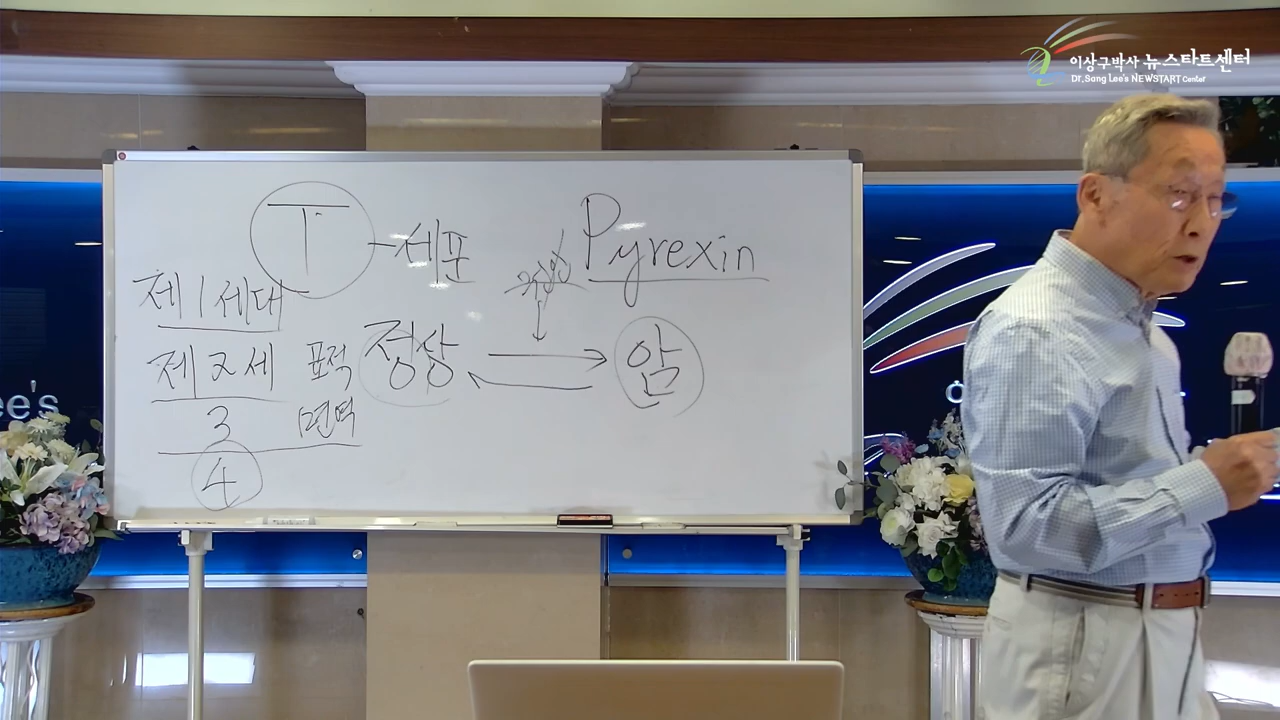 이상구박사 뉴스타트센터
Dr. Sang Lee's NEWSTART Center
T-세포
Pyrexin
제1세대
제2세 표적
정상
암
3 면역
4
ee's